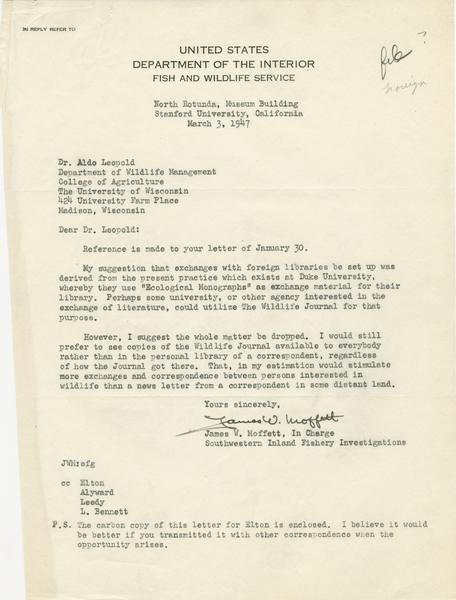 IN REPLY REFER TO
UNITED STATES
DEPARTMENT OF THE INTERIOR
FISH AND WILDLIFE SERVICE
file ?
foreign
North Rotunda, Museum Building
Stanford University, California
March 3, 1947
Dr. Aldo Leopold
Department of Wildlife Management
College of Agriculture
The University of Wisconsin
424 University Farm Place
Madison, Wisconsin
Dear Dr. Leopold:
Reference is made to your letter of January 30.
My suggestion that exchanges with foreign libraries be set up was
derived from the present practice which exists at Duke University,
whereby they use "Ecological Monographs" as exchange material for their
library. Perhaps some university, or other agency interested in the
exchange of literature, could utilize The Wildlife Journal for that
purpose.
However, I suggest the whole matter be dropped. I would still
prefer to see copies of the Wildlife Journal available to everybody
rather than in the personal library of a correspondent, regardless
of how the Journal got there. That, in my estimation would stimulate
more exchanges and correspondence between persons interested in
wildlife than a news letter from a correspondent in some distant land.
Yours sincerely,
James W. Moffett
James W. Moffett, In Charge
Southwestern Inland Fishery Investigations
JWM:efg
cc Elton
Alyward
Leedy
L. Bennett
P.S. The carbon copy of this letter for Elton is enclosed. I believe it would
be better if you transmitted it with other correspondence when the
opportunity arises.